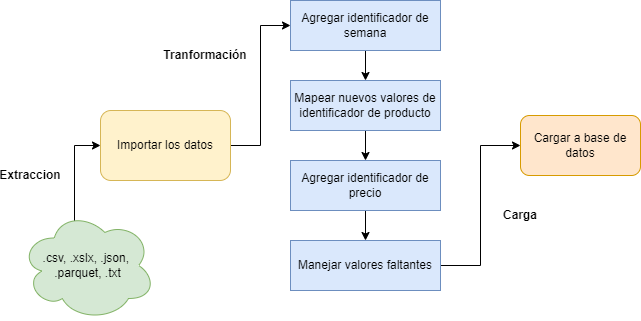 Agregar identificador de
semana
Tranformación
Mapear nuevos valores de
identificador de producto
Importar los datos
Cargar a base de
datos
Extraccion
Agregar identificador de
precio
Carga
.csv, .xslx, .json,
.parquet, .txt
Manejar valores faltantes